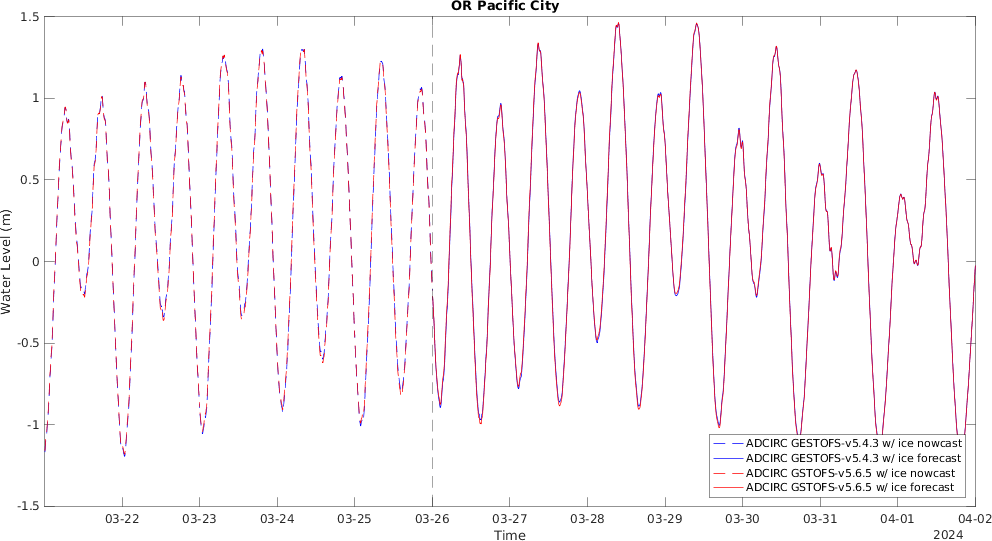 OR Pacific City
1.5
1
0.5
0
-0.5
-1
-1.5
Water Level (m)
ADCIRC GESTOFS-v5.4.3 w/ ice nowcast
ADCIRC GESTOFS-v5.4.3 w/ ice forecast
ADCIRC GSTOFS-v5.6.5 w/ ice nowcast
ADCIRC GSTOFS-v5.6.5 w/ ice forecast
03-22 03-23 03-24 03-25 03-26 03-27 03-28 03-29 03-30 03-31 04-01 04-02
Time
2024